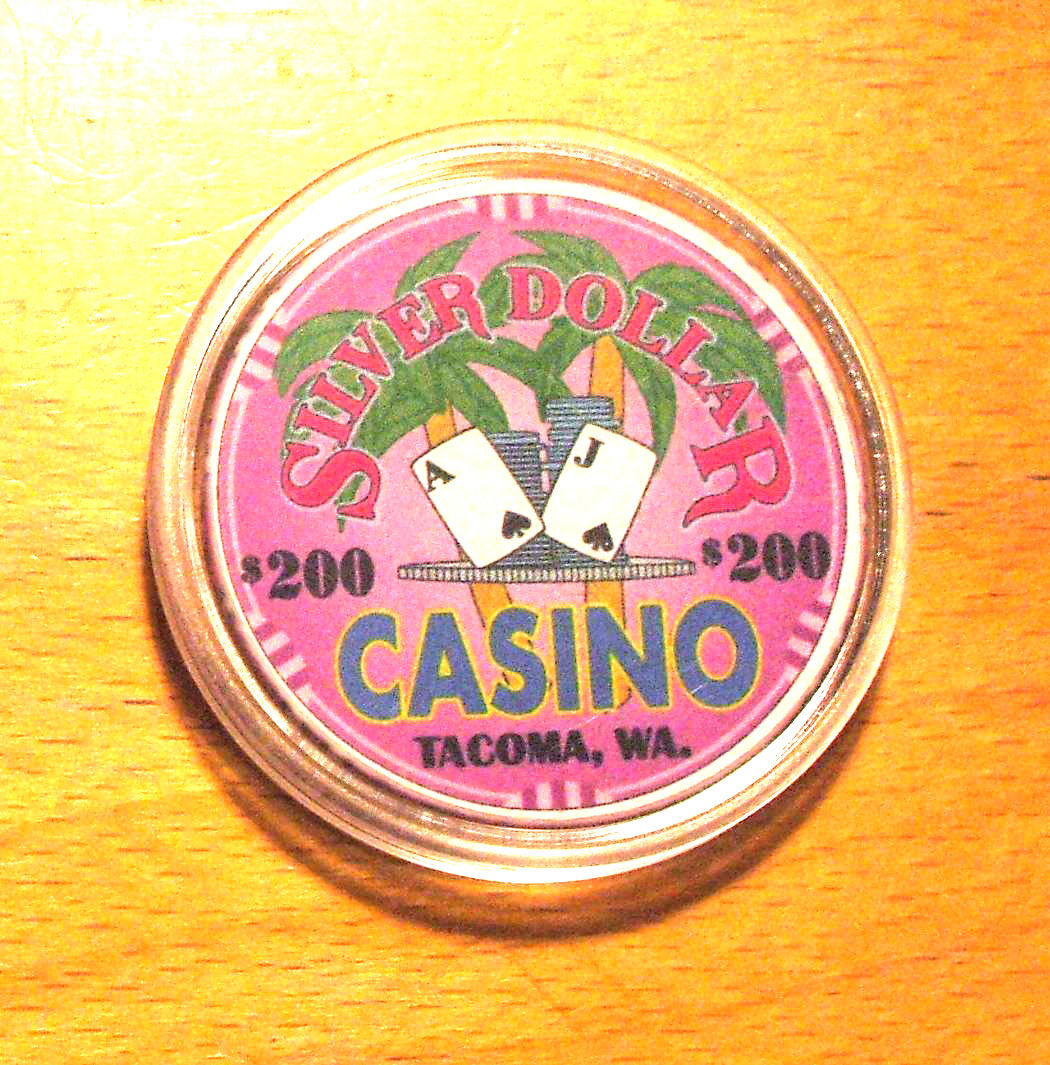 SILVER DOLLAR
A
J
$200
$200
CASINO
TACOMA, WA.